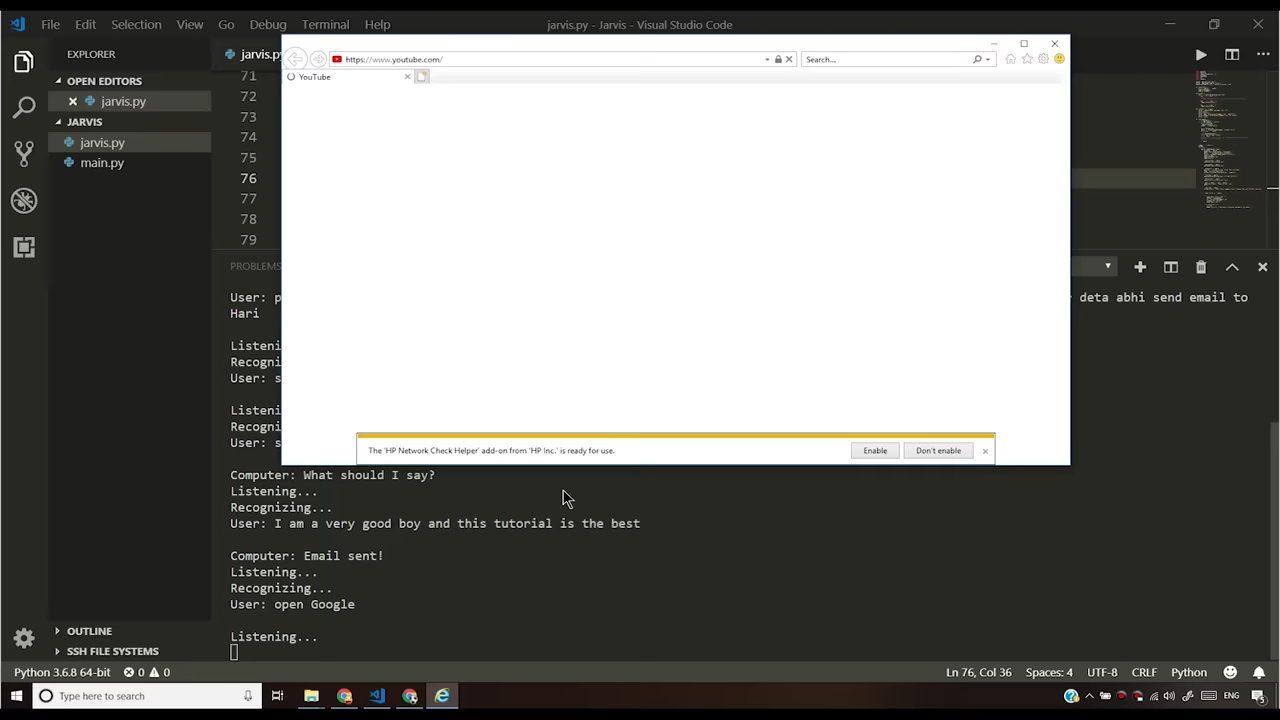 File Edit Selection View Go Debug Terminal Help
jarvis.py - Jarvis - Visual Studio Code
EXPLORER
OPEN EDITORS
jarvis.py
JARVIS
jarvis.py
main.py
OUTLINE
SSH FILE SYSTEMS
jarvis.py
71
72
73
74
75
76
77
78
79
https://www.youtube.com/
Search...
YouTube
The 'HP Network Check Helper' add-on from 'HP Inc.' is ready for use.
Enable Don't enable
PROBLEMS
User: deta abhi send email to
Hari
User:
User:
Computer: What should I say?
Listening...
Recognizing...
User: I am a very good boy and this tutorial is the best
Computer: Email sent!
Listening...
Recognizing...
User: open Google
Listening...
Python 3.6.8 64-bit 0 0
Ln 76, Col 36 Spaces: 4 UTF-8 CRLF Python
Type here to search
ENG
5